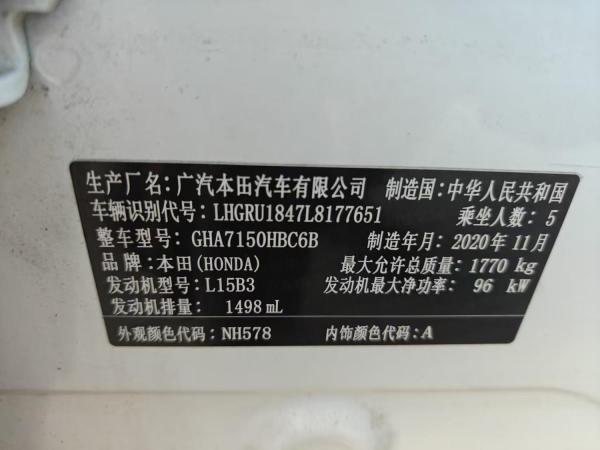 生产厂名：广汽本田汽车有限公司 制造国：中华人民共和国
车辆识别代号：LHGRU1847L8177651 乘坐人数：5
整车型号：GHA7150HBC6B 制造年月：2020年11月
品牌：本田(HONDA) 最大允许总质量：1770 kg
发动机型号：L15B3 发动机最大净功率：96 kW
发动机排量：1498 mL
外观颜色代码：NH578 内饰颜色代码：A